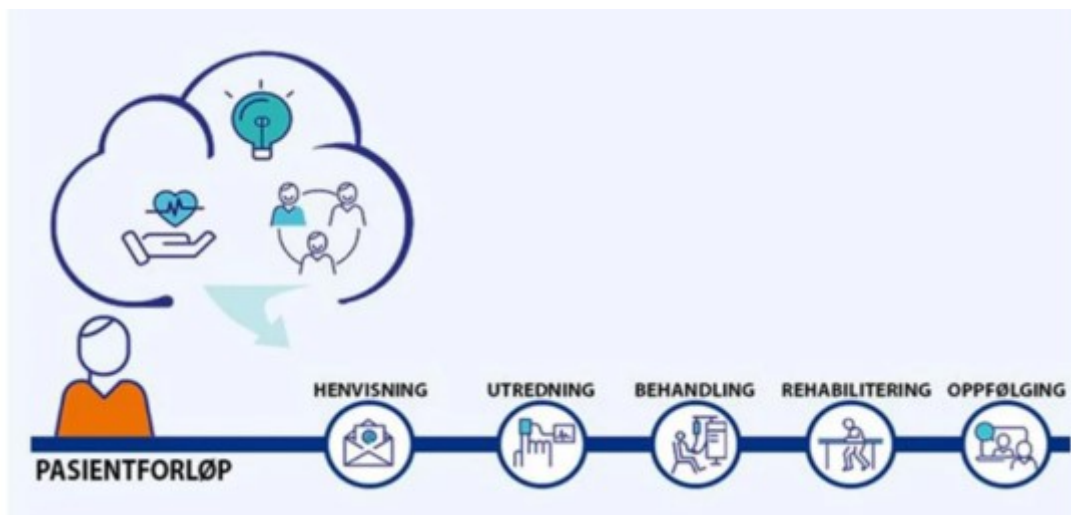 HENVISNING
UTREDNING
BEHANDLING
REHABILITERING
OPPFØLGING
PASIENTFORLØP